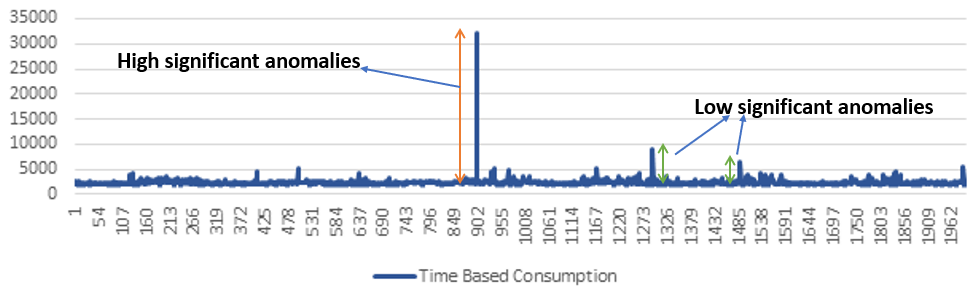 35000
30000
25000
20000
15000
10000
5000
0
High significant anomalies
Low significant anomalies
1 54 107 160 213 266 319 372 425 478 531 584 637 690 743 796 849 902 955 1008 1061 1114 1167 1220 1273 1326 1379 1432 1485 1538 1591 1644 1697 1750 1803 1856 1909 1962
Time Based Consumption